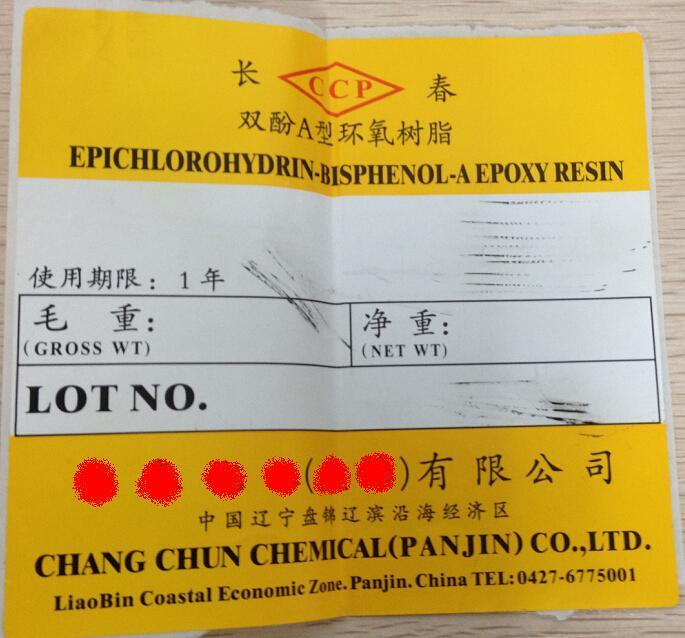 长 CCP 春
双酚A型环氧树脂
EPICHLOROHYDRIN-BISPHENOL-A EPOXY RESIN
使用期限：1年
毛 重： 净 重：
(GROSS WT) (NET WT)
LOT NO.
( )有限公司
中国辽宁盘锦辽滨沿海经济区
CHANG CHUN CHEMICAL(PANJIN) CO.,LTD.
LiaoBin Coastal Economic Zone. Panjin. China TEL:0427-6775001